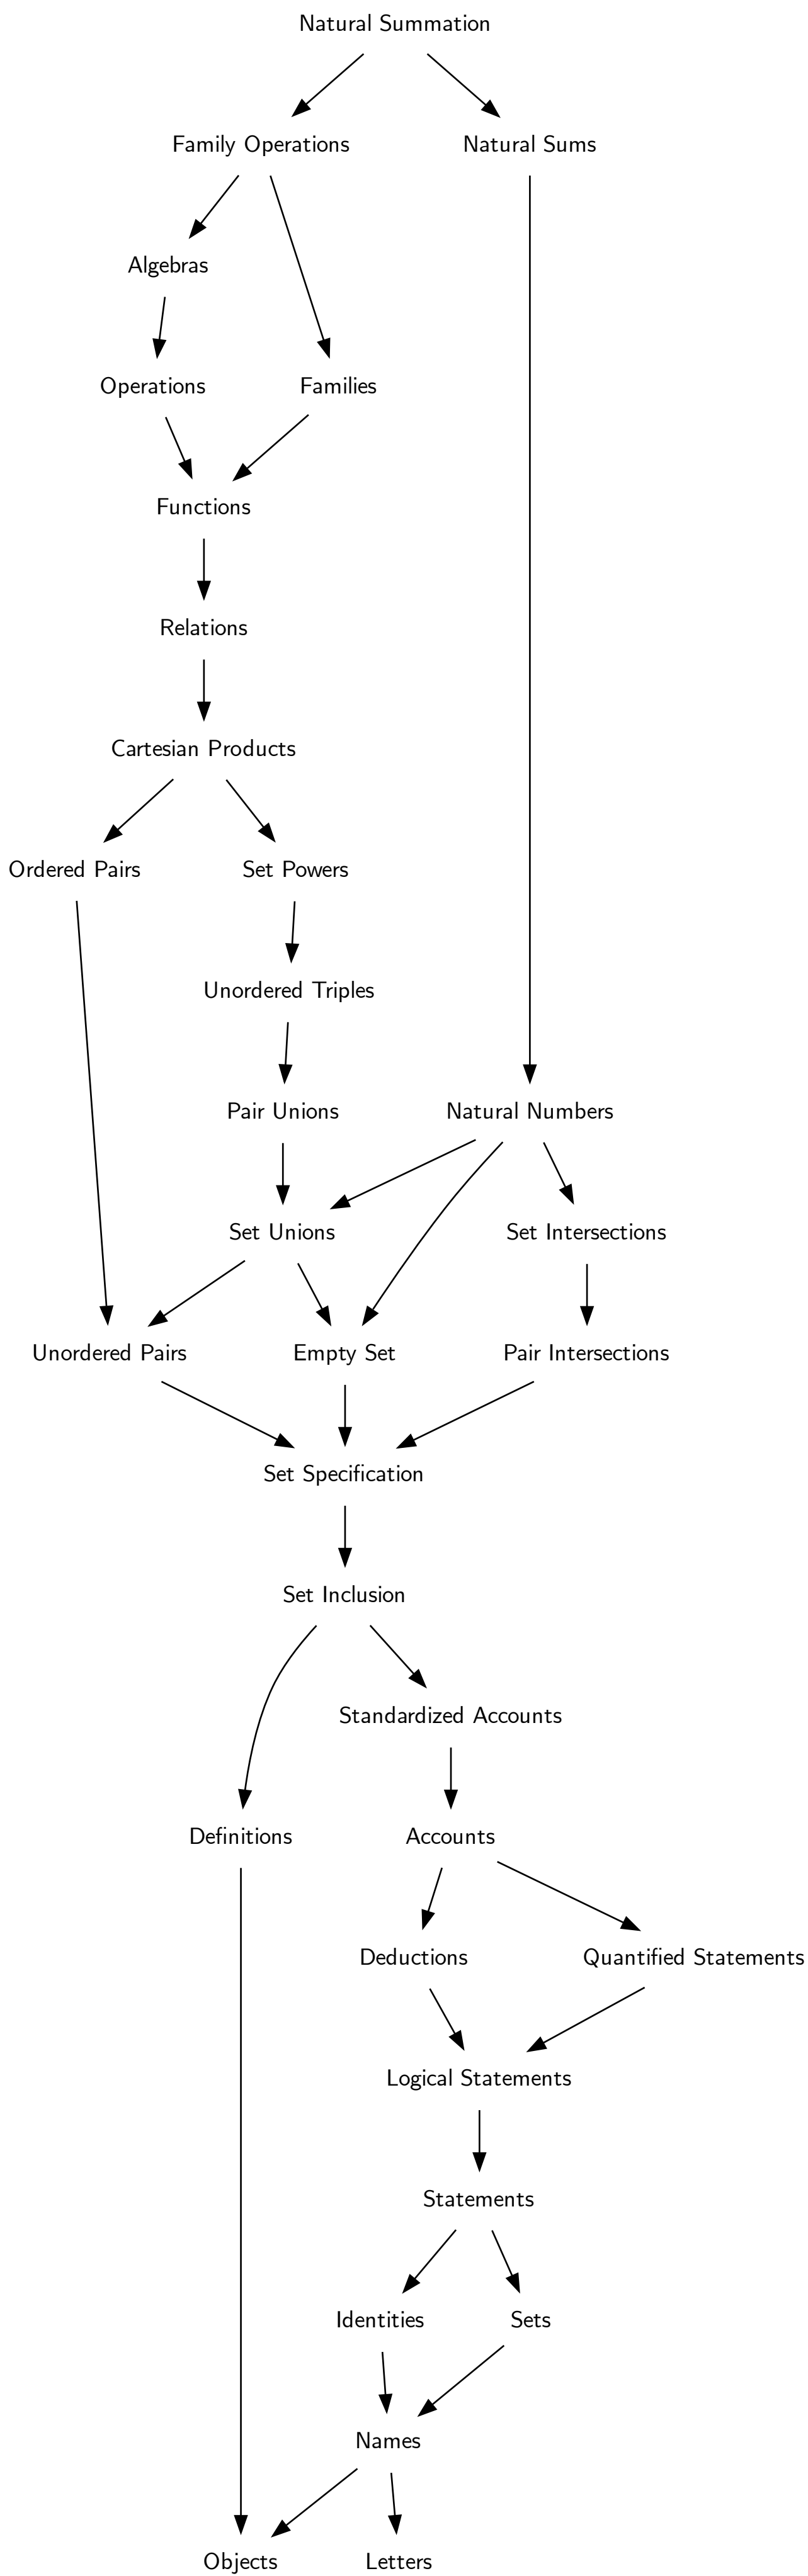 Natural Summation
Family Operations
Natural Sums
Algebras
Operations
Families
Functions
Relations
Cartesian Products
Ordered Pairs
Set Powers
Unordered Triples
Pair Unions
Natural Numbers
Set Unions
Set Intersections
Unordered Pairs
Empty Set
Pair Intersections
Set Specification
Set Inclusion
Standardized Accounts
Definitions
Accounts
Deductions
Quantified Statements
Logical Statements
Statements
Identities
Sets
Names
Objects
Letters